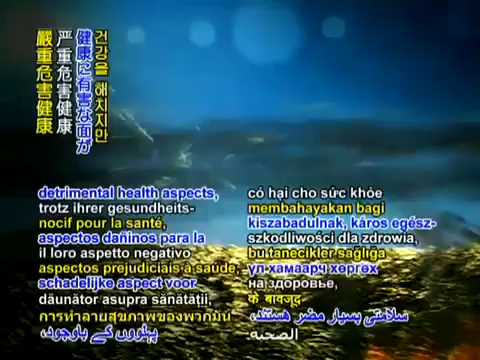 嚴重危害健康
严重危害健康
健康に有害な面が
건강을 해치지만
detrimental health aspects,
trotz ihrer gesundheits-
nocif pour la santé,
aspectos dañinos para la
il loro aspetto negativo
aspectos prejudiciais à saúde,
schadelijke aspect voor
dăunător asupra sănătății,
การทำลายสุขภาพของพวกมัน
پہلوؤں کے باوجود،
có hại cho sức khỏe
membahayakan bagi
kiszabadulnak, káros egész-
szkodliwości dla zdrowia,
bu tanecikler sağlığa
үл хамаарч хөргөх
на здоровье,
के बावजूद
سلامتی بسیار مضر هستند،
الصحية